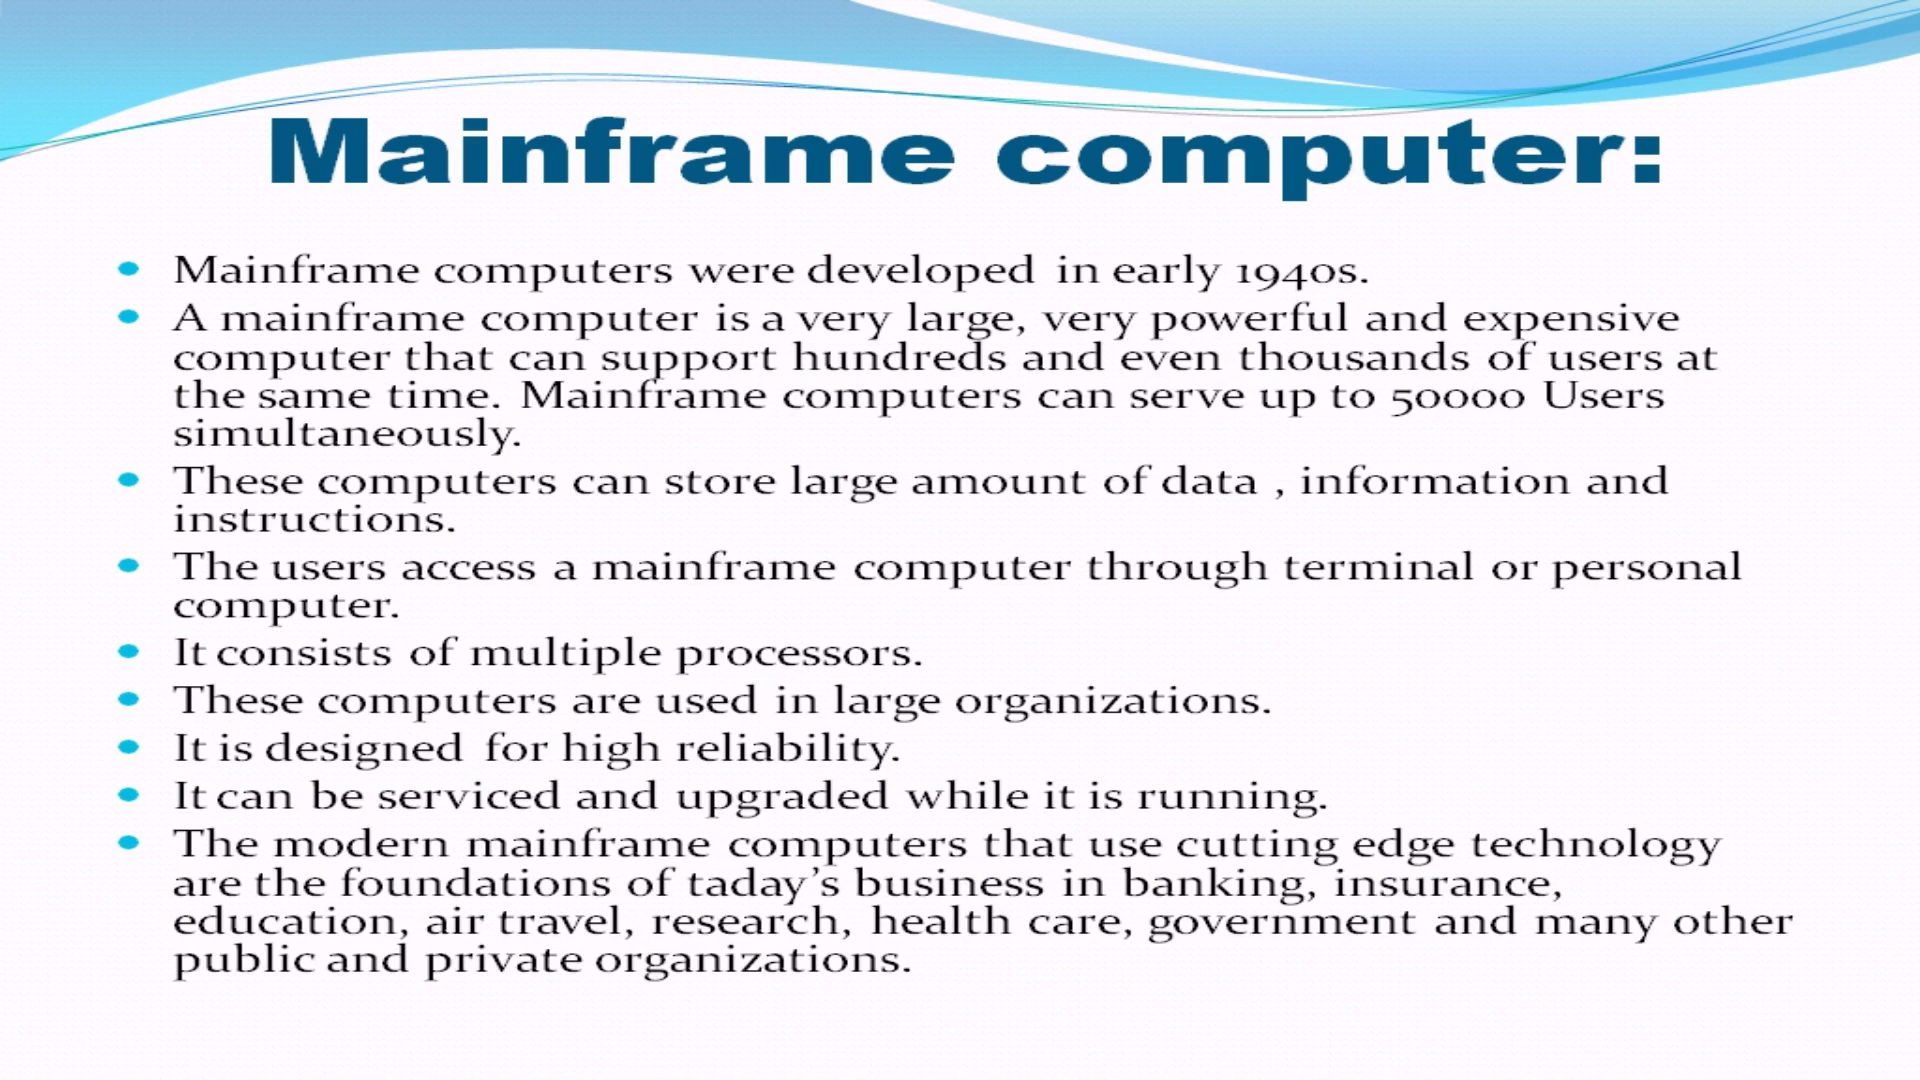 Mainframe computer:
Mainframe computers were developed in early 1940s.
A mainframe computer is a very large, very powerful and expensive
computer that can support hundreds and even thousands of users at
the same time. Mainframe computers can serve up to 50000 Users
simultaneously.
These computers can store large amount of data , information and
instructions.
The users access a mainframe computer through terminal or personal
computer.
It consists of multiple processors.
These computers are used in large organizations.
It is designed for high reliability.
It can be serviced and upgraded while it is running.
The modern mainframe computers that use cutting edge technology
are the foundations of taday’s business in banking, insurance,
education, air travel, research, health care, government and many other
public and private organizations.